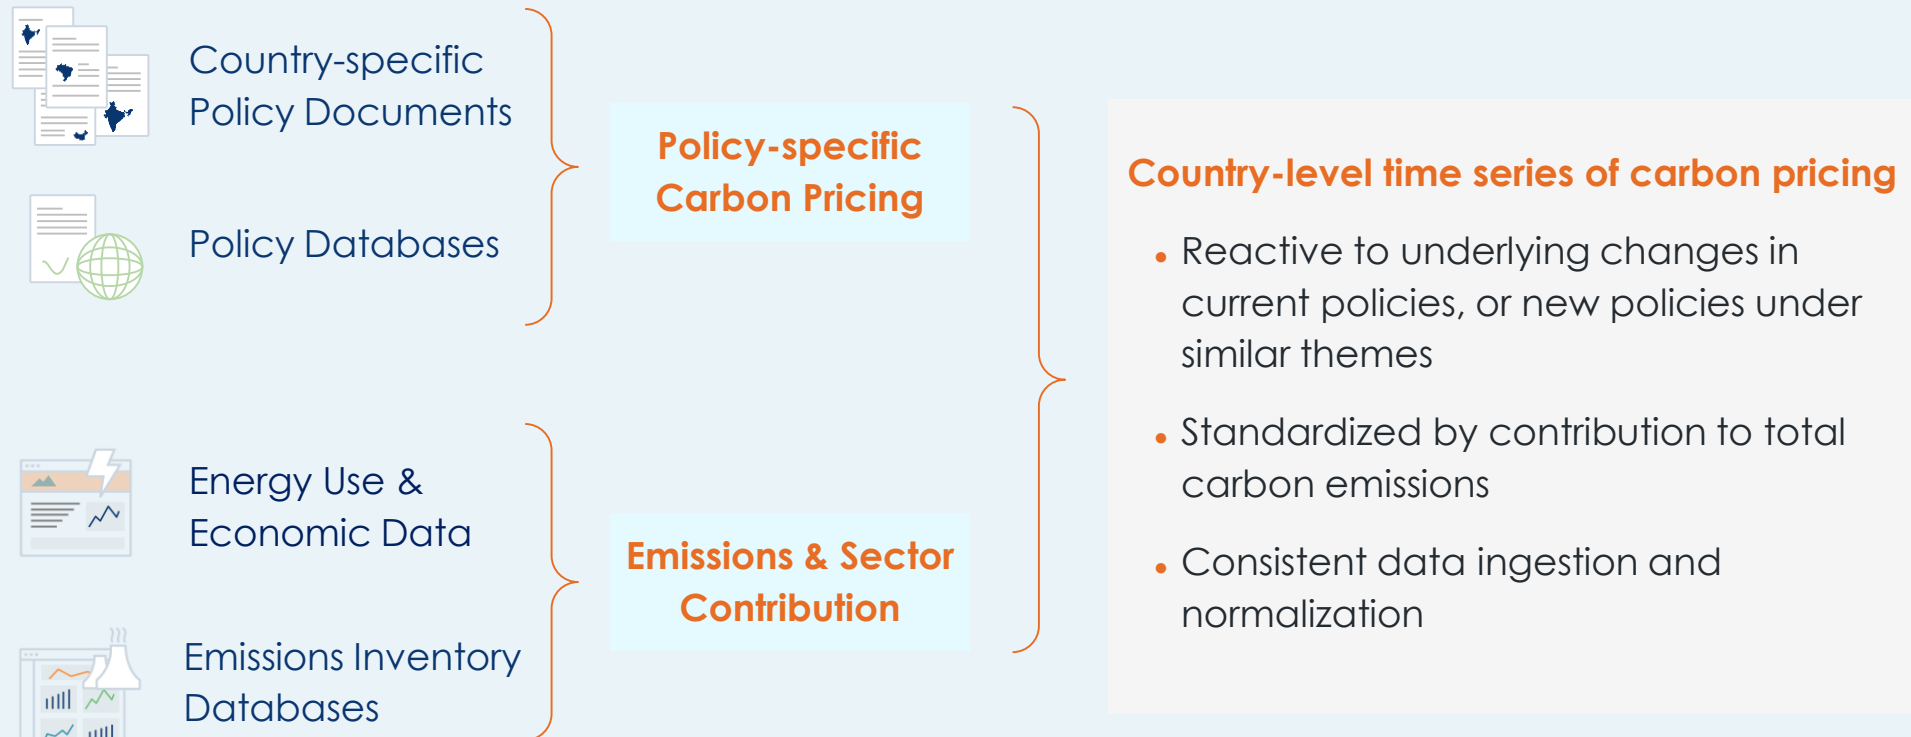 Country-specific
Policy Documents
Policy Databases
Energy Use &
Economic Data
Emissions Inventory
Databases
Policy-specific
Carbon Pricing
Emissions & Sector
Contribution
Country-level time series of carbon pricing
• Reactive to underlying changes in
current policies, or new policies under
similar themes
• Standardized by contribution to total
carbon emissions
• Consistent data ingestion and
normalization